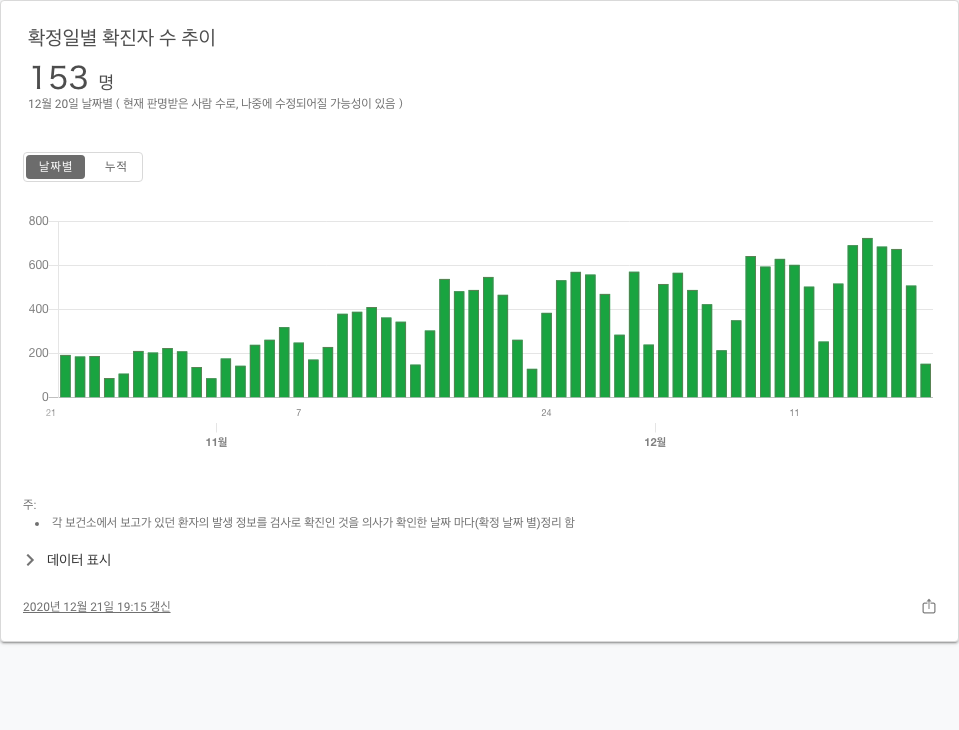 확정일별 확진자 수 추이
153 명
12월 20일 날짜별 ( 현재 판명받은 사람 수로, 나중에 수정되어질 가능성이 있음 )
날짜별 누적
800
600
400
200
0
21 7 24 11
11월 12월
주:
• 각 보건소에서 보고가 있던 환자의 발생 정보를 검사로 확진인 것을 의사가 확인한 날짜 마다(확정 날짜 별)정리 함
데이터 표시
2020년 12월 21일 19:15 갱신